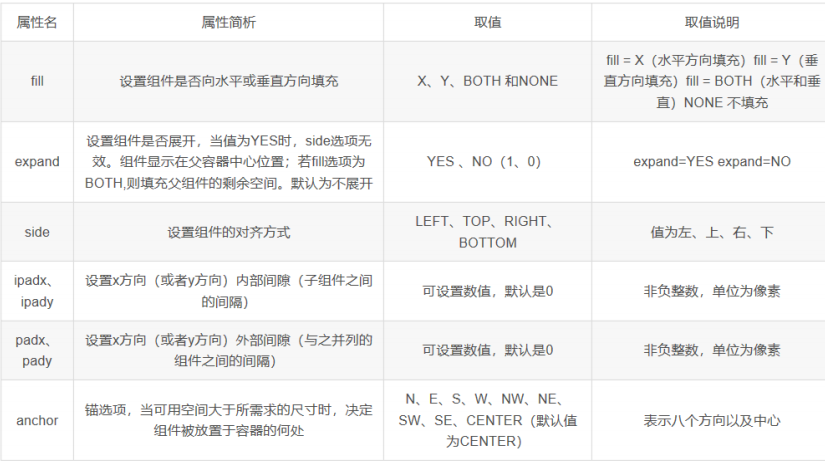 属性名 属性简析 取值 取值说明
fill 设置组件是否向水平或垂直方向填充 X、Y、BOTH 和NONE
fill = X（水平方向填充）fill = Y（垂
直方向填充）fill = BOTH（水平和垂
直）NONE 不填充
expand
设置组件是否展开，当值为YES时，side选项无
效。组件显示在父容器中心位置；若fill选项为
BOTH,则填充父组件的剩余空间。默认为不展开
YES 、NO（1、0）
expand=YES expand=NO
side
设置组件的对齐方式
LEFT、TOP、RIGHT、
BOTTOM
值为左、上、右、下
ipadx、
ipady
设置x方向（或者y方向）内部间隙（子组件之间
的间隔）
可设置数值，默认是0
非负整数，单位为像素
padx、
pady
设置x方向（或者y方向）外部间隙（与之并列的
组件之间的间隔）
可设置数值，默认是0
非负整数，单位为像素
anchor
锚选项，当可用空间大于所需求的尺寸时，决定
组件被放置于容器的何处
N、E、S、W、NW、NE、
SW、SE、CENTER（默认值
为CENTER）
表示八个方向以及中心